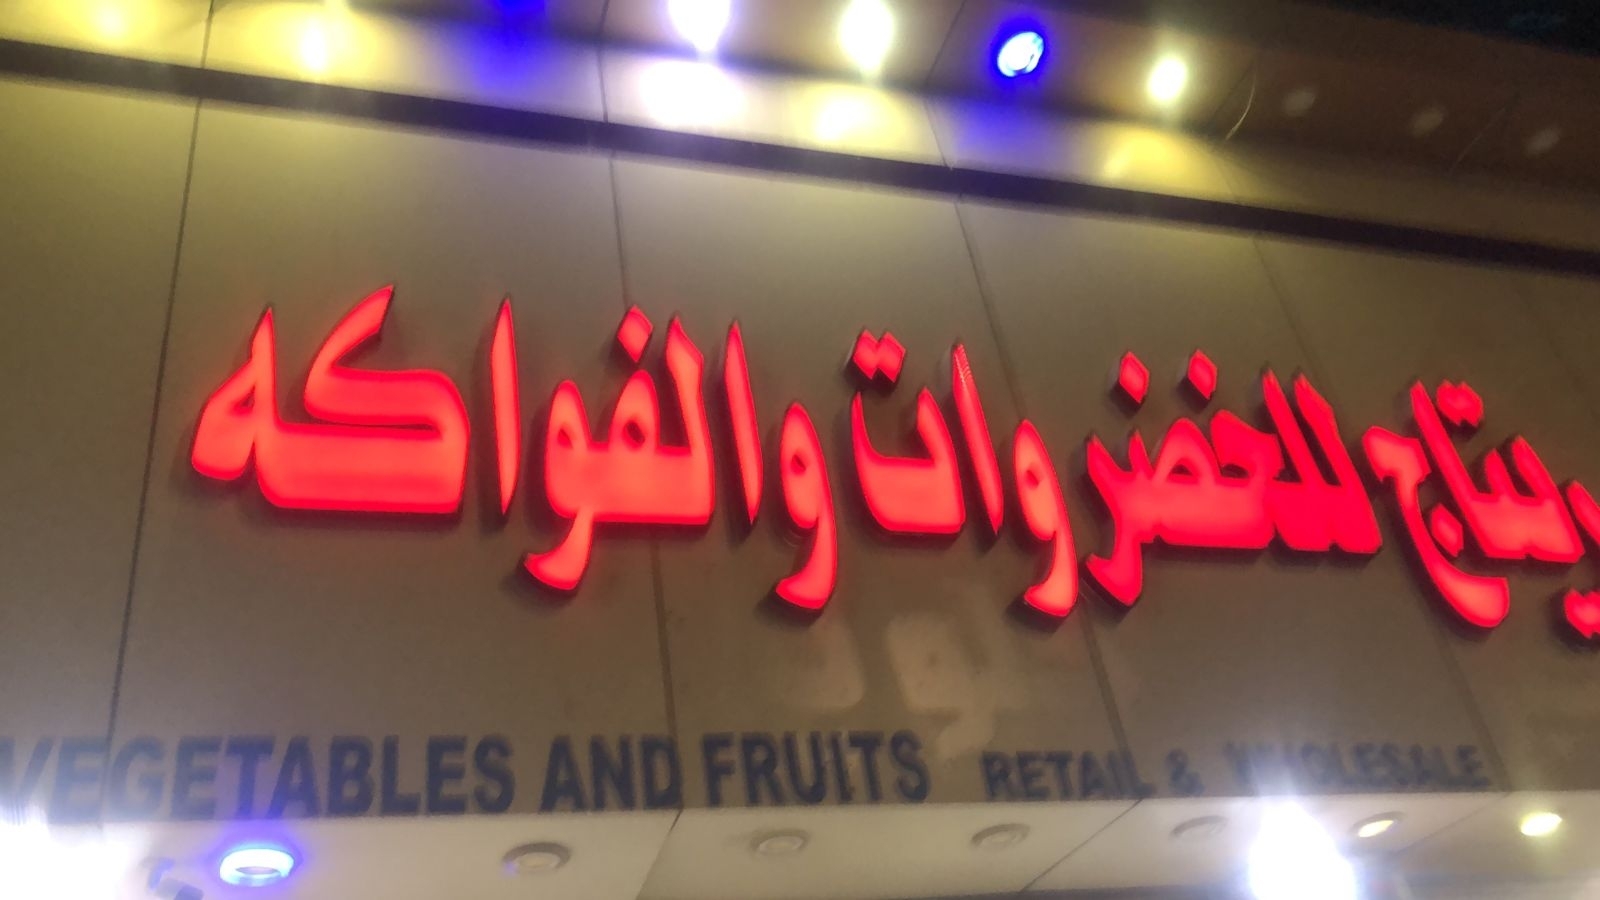 للخضروات والفواكه
VEGETABLES AND FRUITS RETAIL & WHOLESALE